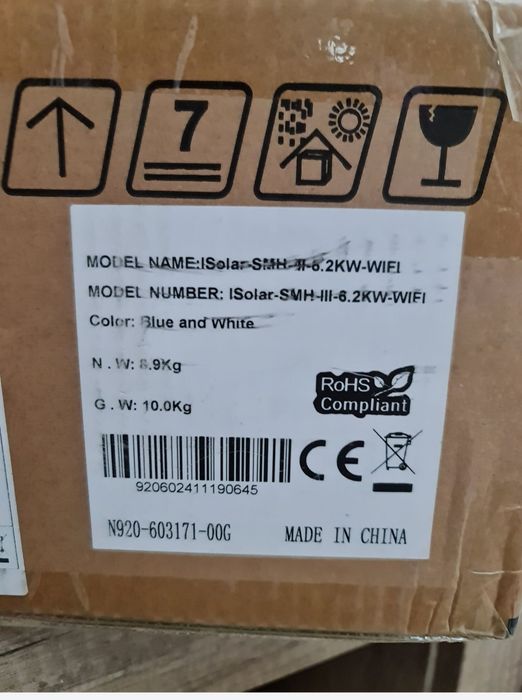 7
MODEL NAME:ISolar-SMH-III-6.2KW-WIFI
MODEL NUMBER: ISolar-SMH-III-6.2KW-WIFI
Color: Blue and White
N . W: 8.9Kg
G . W: 10.0Kg
RoHS
Compliant
CE
920602411190645
N920-603171-00G MADE IN CHINA